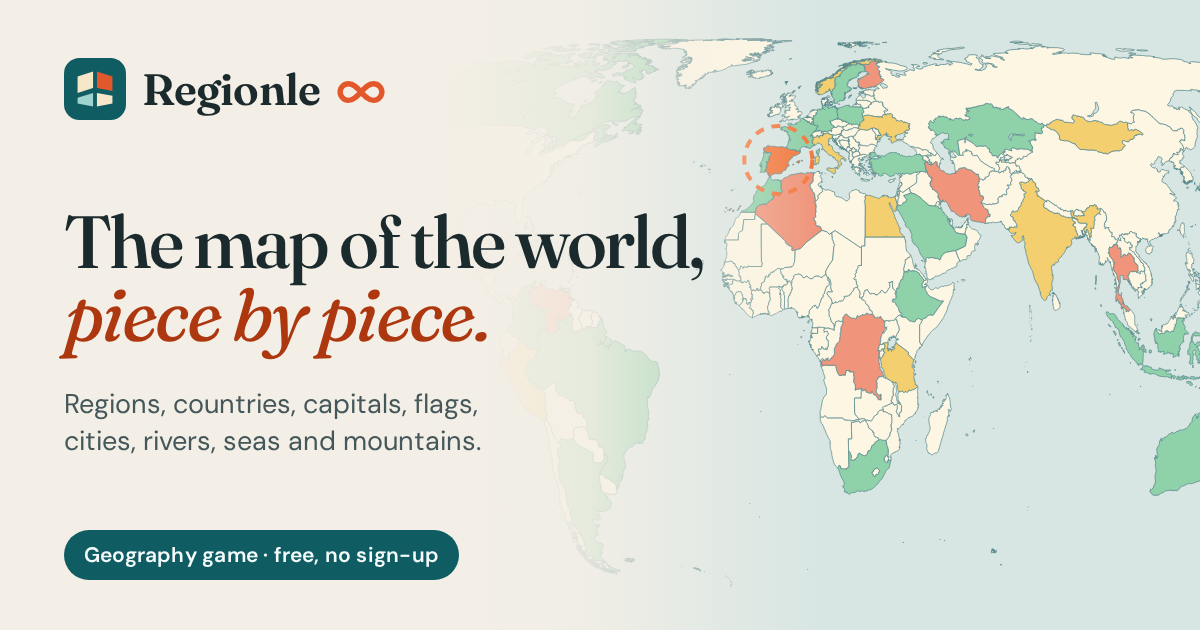 Regionle ∞
The map of the world,
piece by piece.
Regions, countries, capitals, flags,
cities, rivers, seas and mountains.
Geography game · free, no sign-up